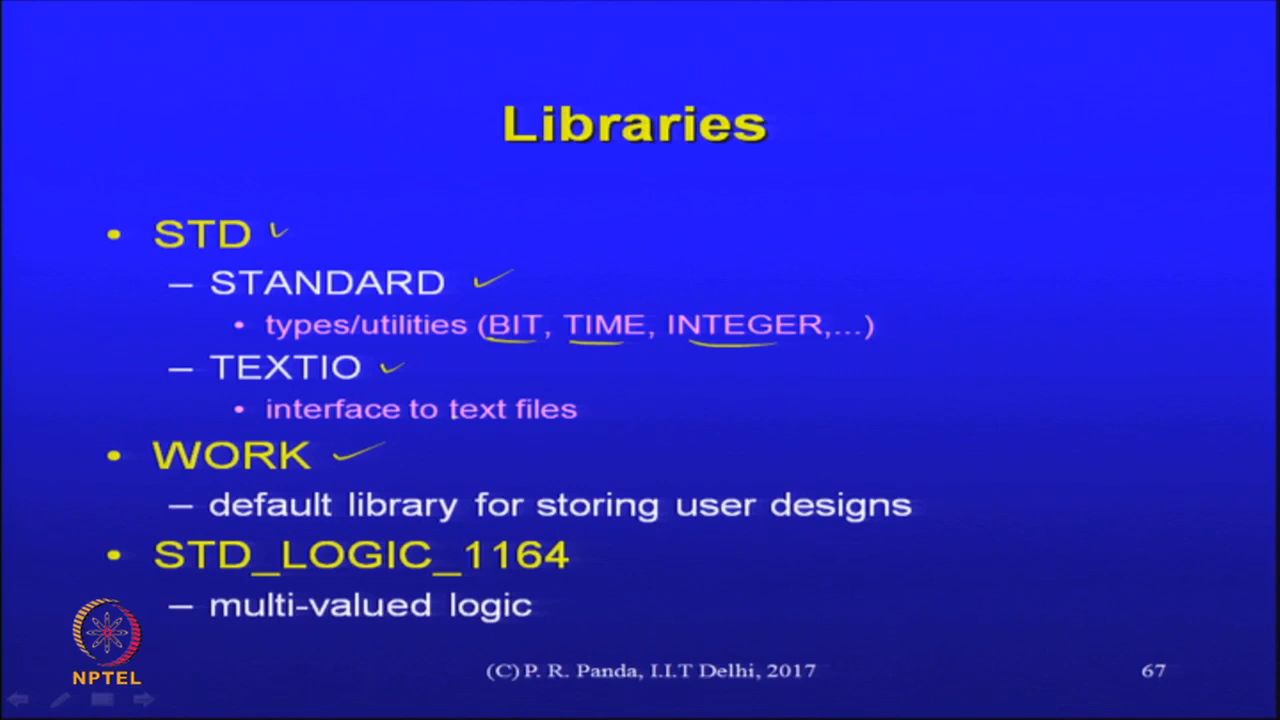 Libraries
• STD
– STANDARD
• types/utilities (BIT, TIME, INTEGER,...)
– TEXTIO
• interface to text files
• WORK
– default library for storing user designs
• STD_LOGIC_1164
– multi-valued logic
NPTEL
(C) P. R. Panda, I.I.T Delhi, 2017
67